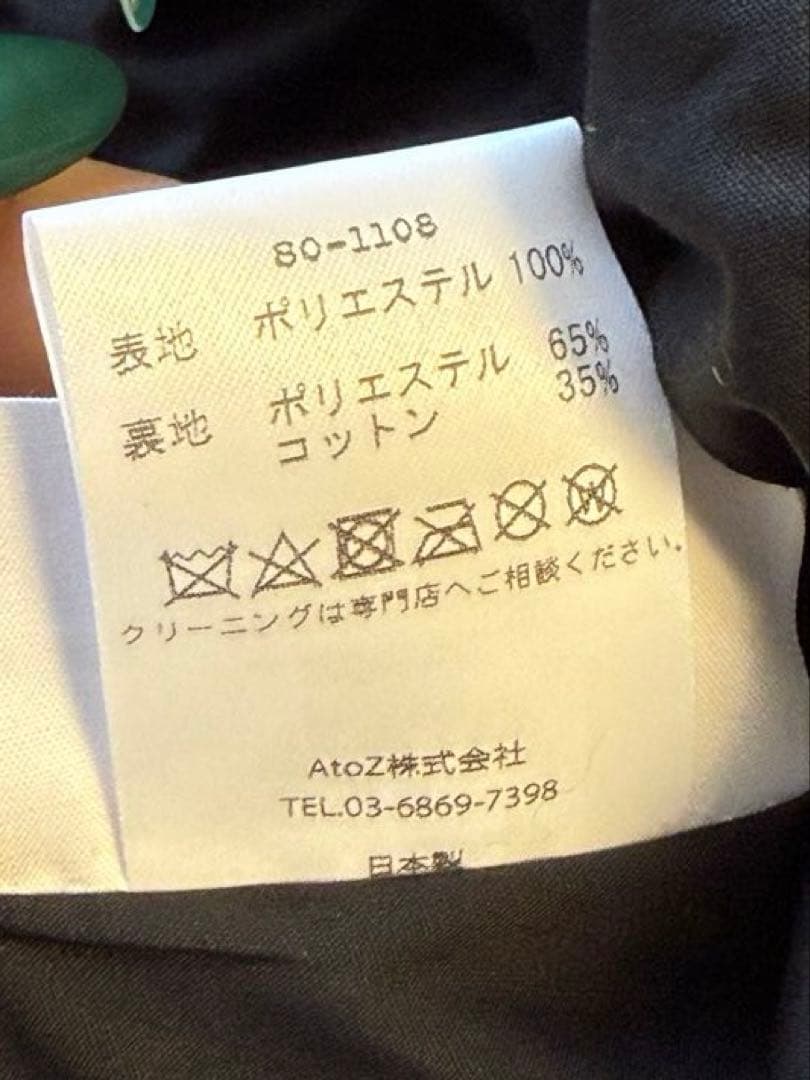 80-1108
表地 ポリエステル 100%
裏地 ポリエステル 65%
コットン 35%
クリーニングは専門店へご相談ください。
AtoZ株式会社
TEL.03-6869-7398
日本製